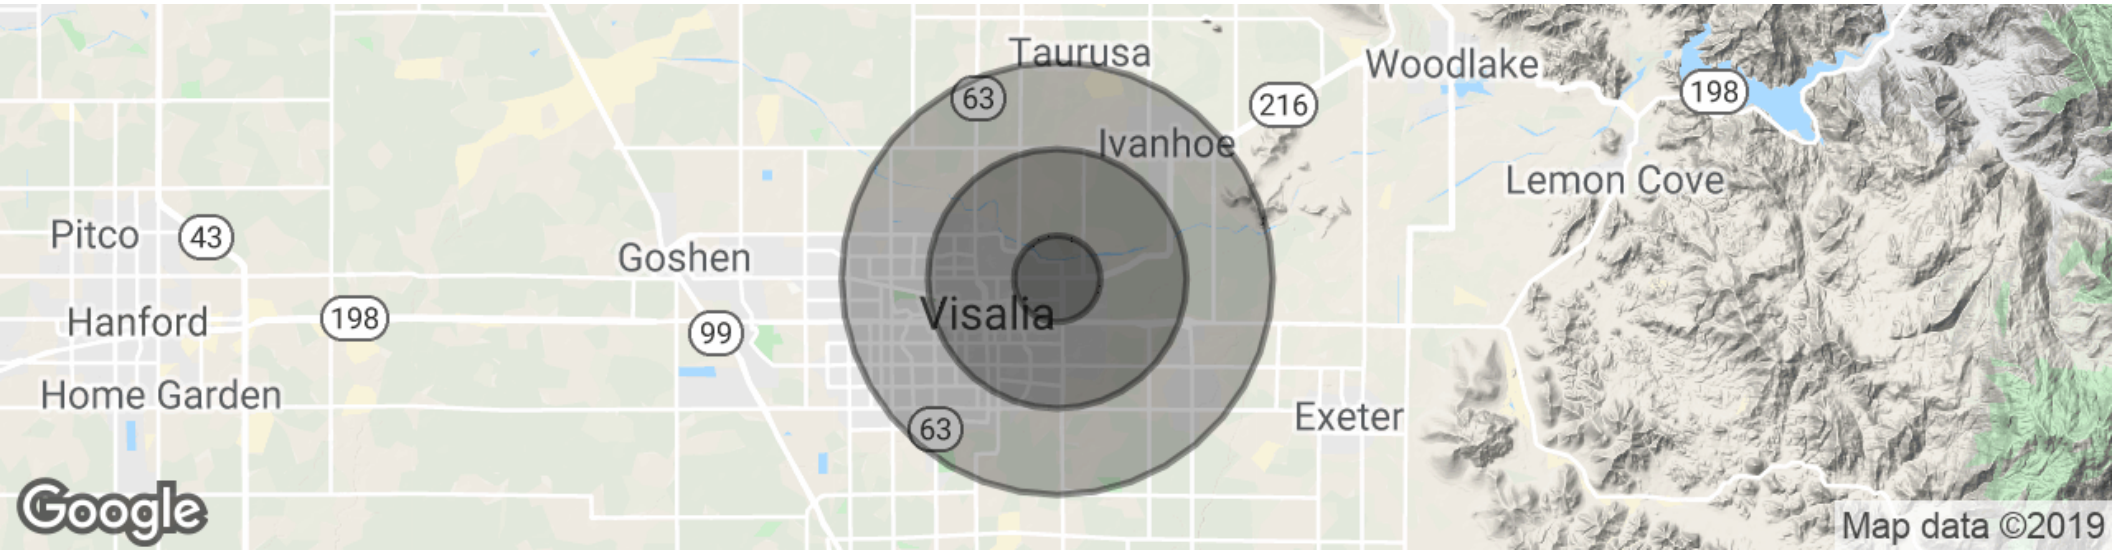 Taurusa
Woodlake
63
216
198
Ivanhoe
Lemon Cove
Pitco
43
Goshen
Hanford
198
99
Visalia
Home Garden
Exeter
63
Google
Map data ©2019